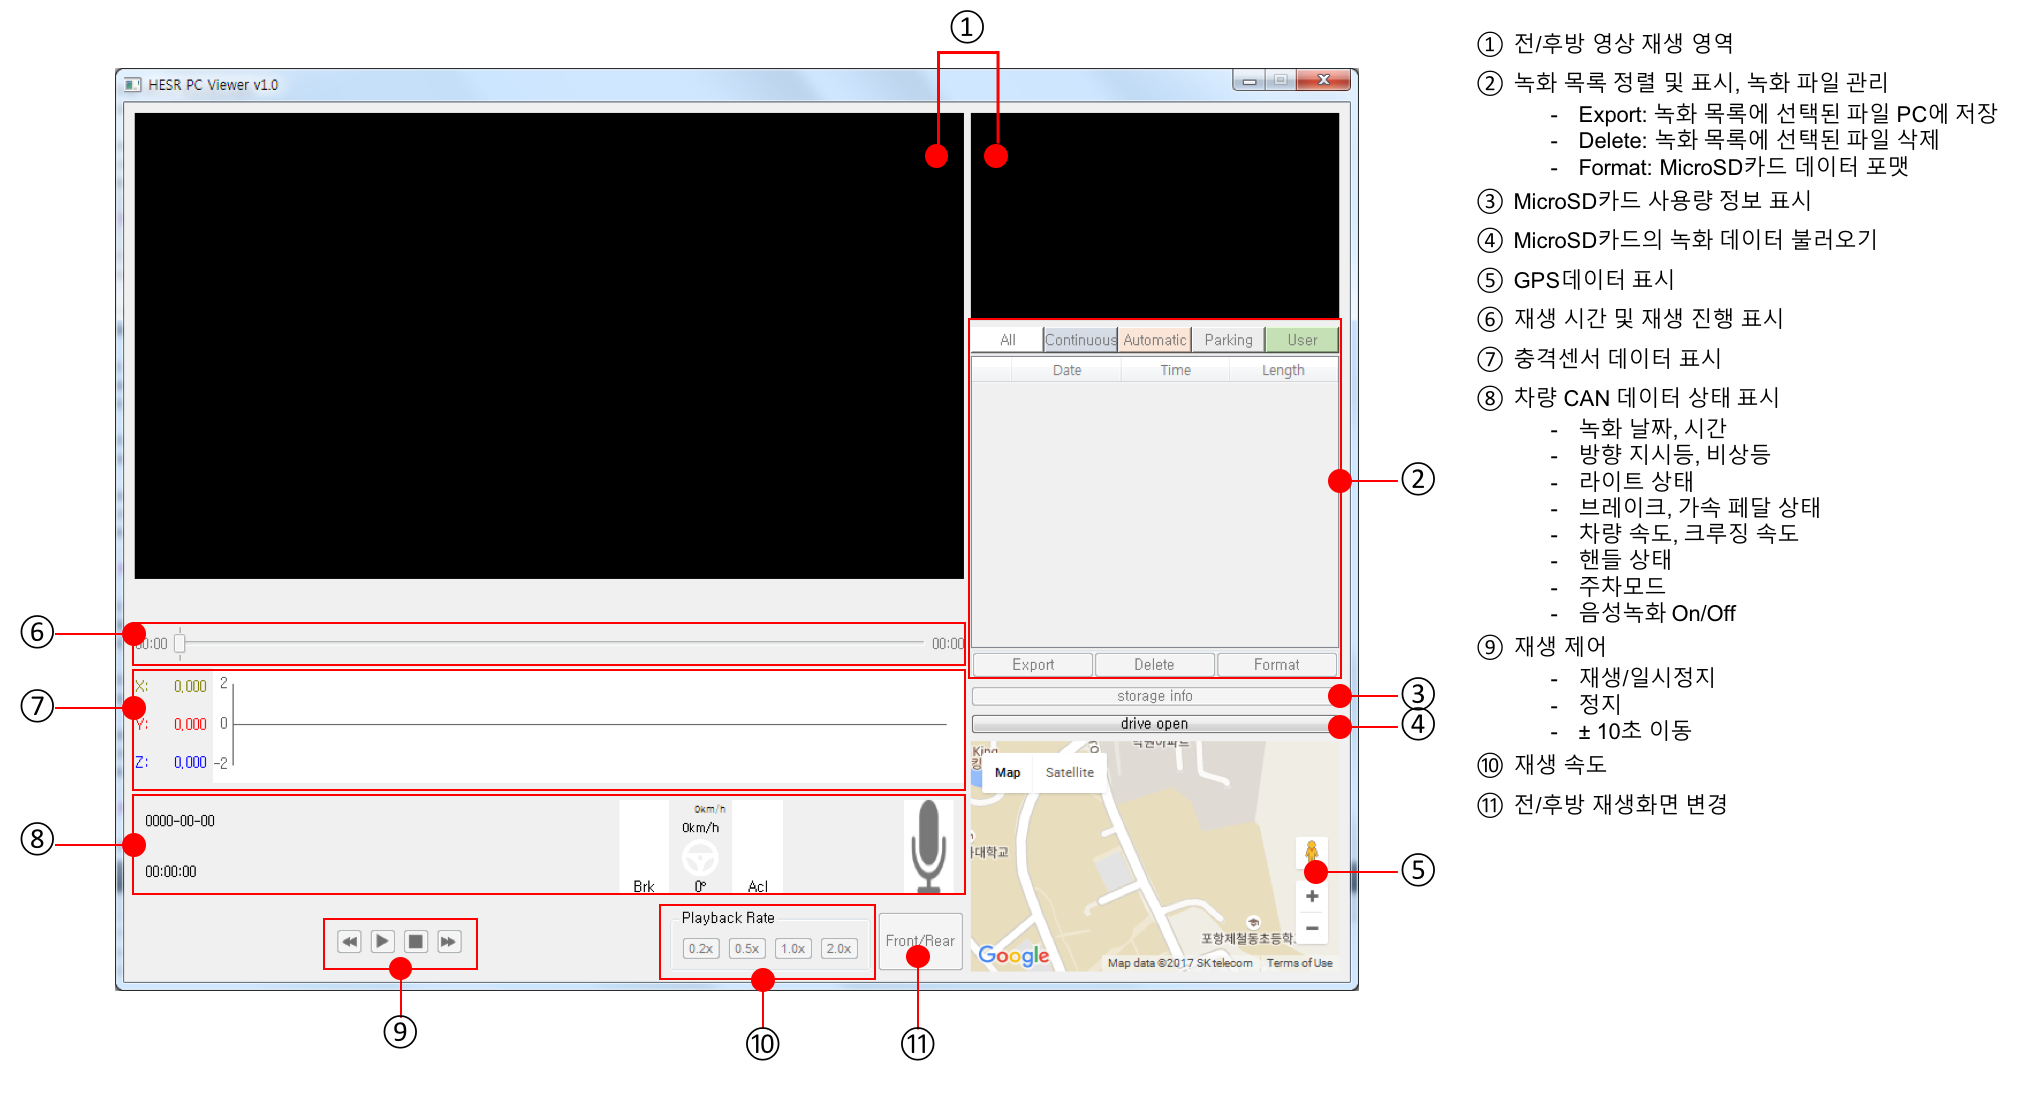 ①
HESR PC Viewer v1.0
All Continuous Automatic Parking User
Date Time Length
②
⑥
00:00 00:00
Export Delete Format
⑦
X: 0,000 2
Y: 0,000 0
Z: 0,000 -2
storage info
③
drive open
④
King
Map Satellite
대학교
포항제철동초등학
Google
Map data ©2017 SK telecom Terms of Use
⑤
⑧
0000-00-00
00:00:00
0km/h
0km/h
Brk 0° Acl
Playback Rate
0.2x 0.5x 1.0x 2.0x
Front/Rear
⑨
⑩
⑪
① 전/후방 영상 재생 영역
② 녹화 목록 정렬 및 표시, 녹화 파일 관리
- Export: 녹화 목록에 선택된 파일 PC에 저장
- Delete: 녹화 목록에 선택된 파일 삭제
- Format: MicroSD카드 데이터 포맷
③ MicroSD카드 사용량 정보 표시
④ MicroSD카드의 녹화 데이터 불러오기
⑤ GPS데이터 표시
⑥ 재생 시간 및 재생 진행 표시
⑦ 충격센서 데이터 표시
⑧ 차량 CAN 데이터 상태 표시
- 녹화 날짜, 시간
- 방향 지시등, 비상등
- 라이트 상태
- 브레이크, 가속 페달 상태
- 차량 속도, 크루징 속도
- 핸들 상태
- 주차모드
- 음성녹화 On/Off
⑨ 재생 제어
- 재생/일시정지
- 정지
- ± 10초 이동
⑩ 재생 속도
⑪ 전/후방 재생화면 변경